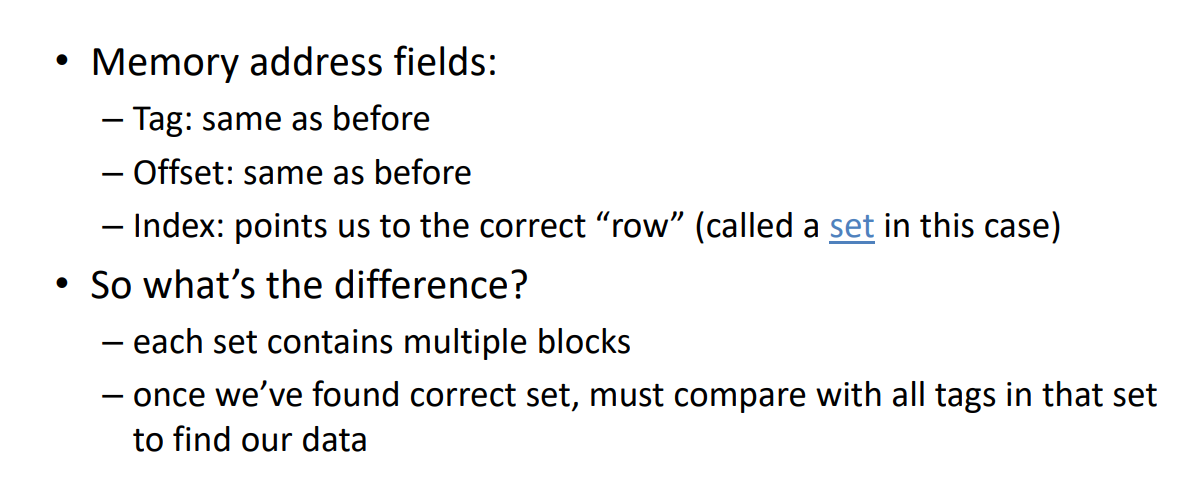 • Memory address fields:
– Tag: same as before
– Offset: same as before
– Index: points us to the correct “row” (called a set in this case)
• So what’s the difference?
– each set contains multiple blocks
– once we’ve found correct set, must compare with all tags in that set
to find our data